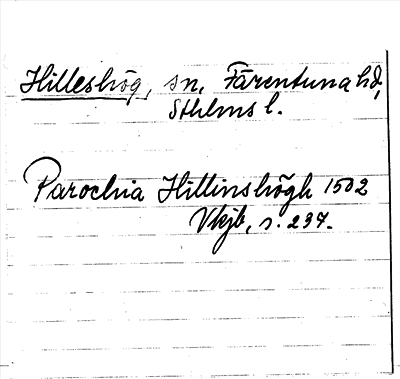 Hilleshög, sn, Färentuna hd,
Sthlms l.
Parochia Hillinshögh 1502
Vkjb, s. 237.